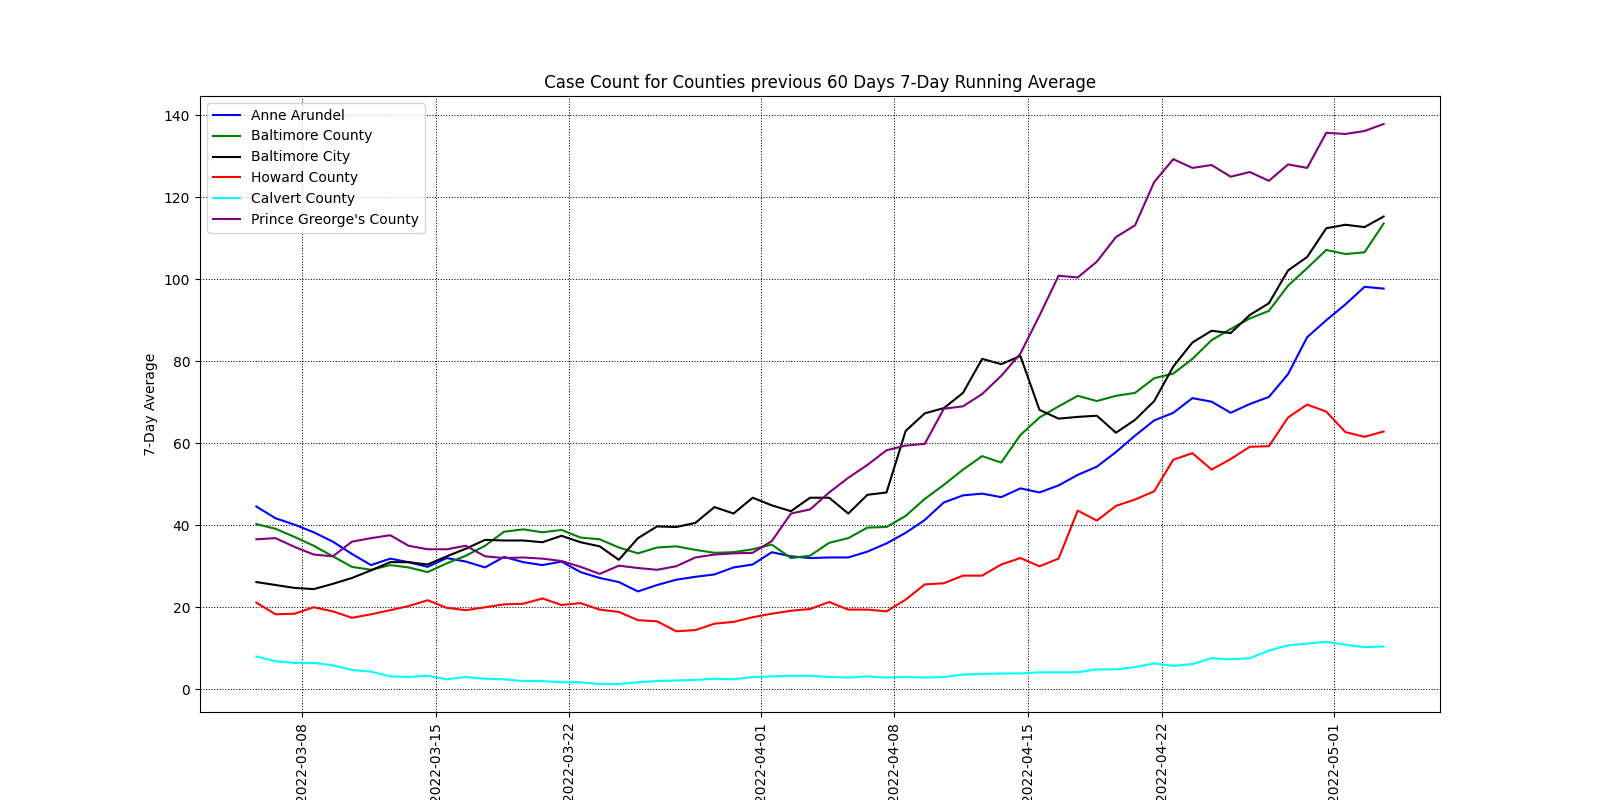 Case Count for Counties previous 60 Days 7-Day Running Average
Anne Arundel
Baltimore County
Baltimore City
Howard County
Calvert County
Prince Greorge's County
7-Day Average
140
120
100
80
60
40
20
0
2022-03-08
2022-03-15
2022-03-22
2022-04-01
2022-04-08
2022-04-15
2022-04-22
2022-05-01